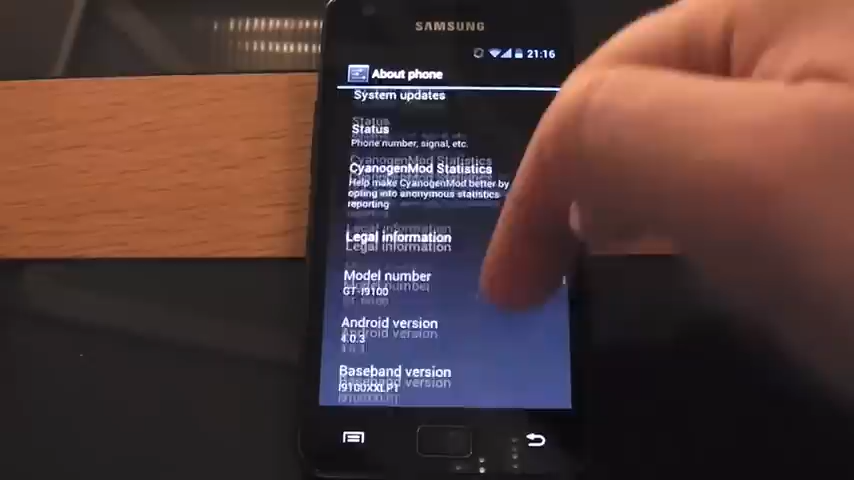 SAMSUNG
21:16
About phone
System updates
Status
Phone number, signal, etc.
CyanogenMod Statistics
Help make CyanogenMod better by
opting into anonymous statistics
reporting
Legal information
Model number
GT-I9100
Android version
4.0.3
Baseband version
I9100XXLP1